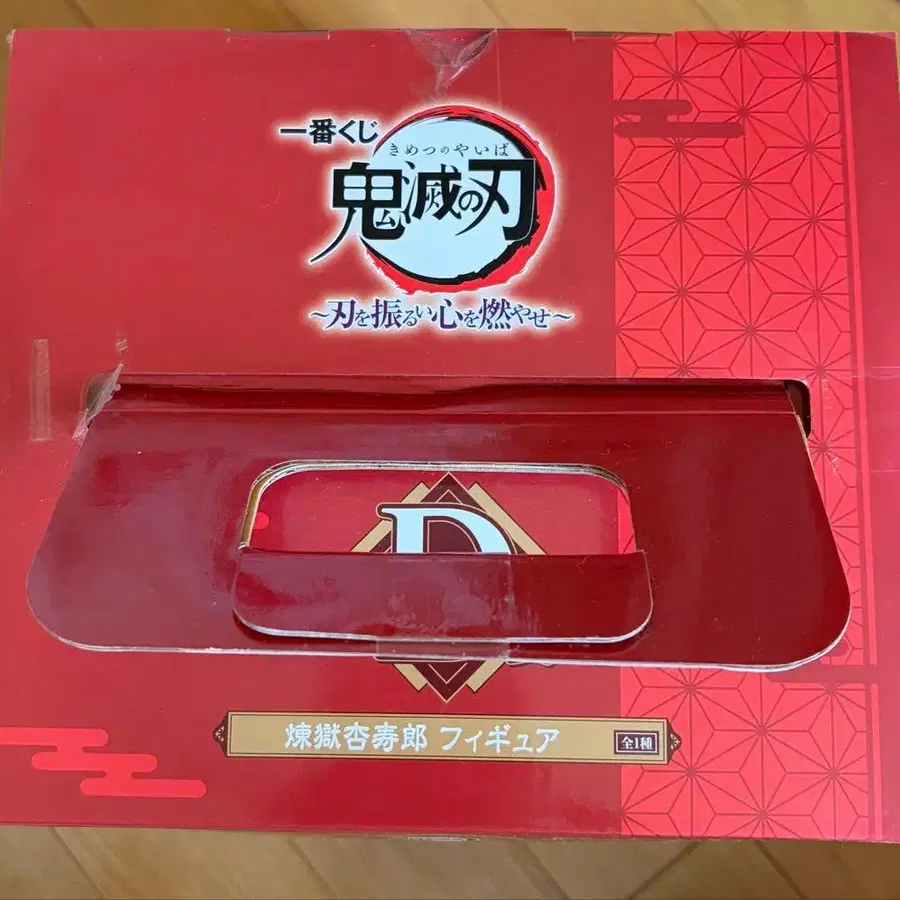 一番くじ
きめつのやいば
鬼滅の刃
～刃を振るい心を燃やせ～
D
煉獄杏寿郎 フィギュア
全1種